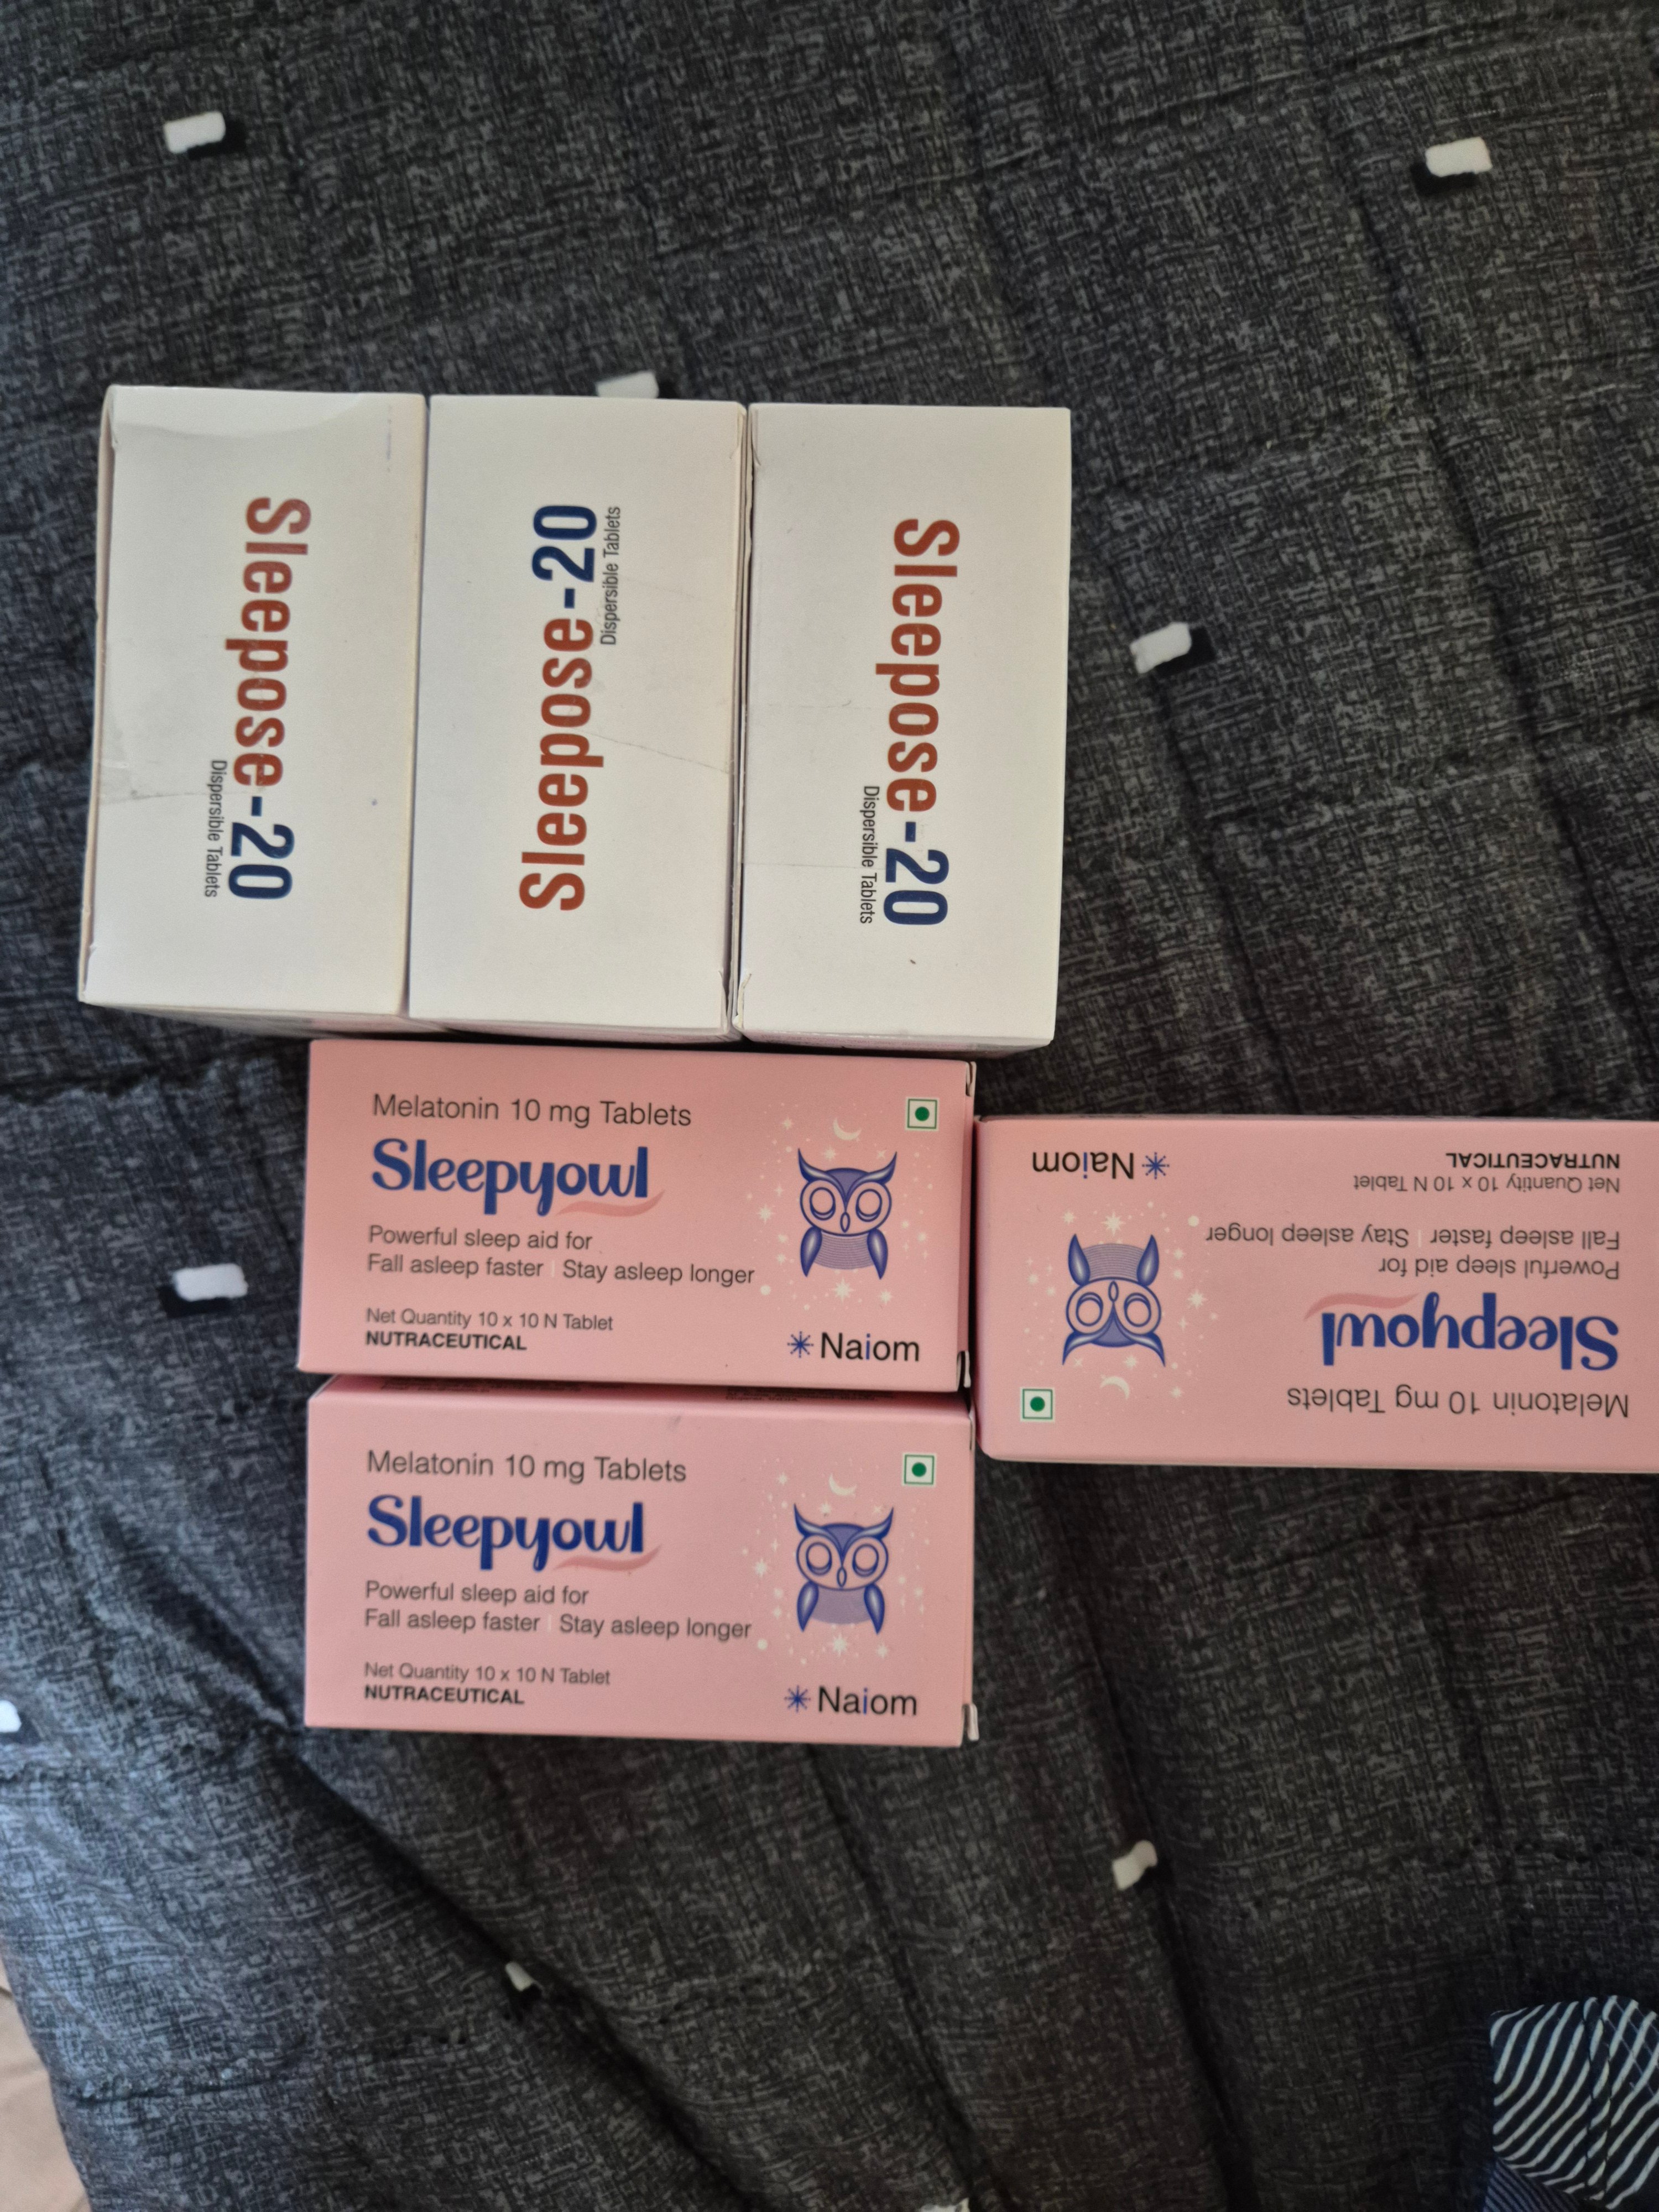 Sleepose-20
Dispersible Tablets
Sleepose-20
Dispersible Tablets
Sleepose-20
Dispersible Tablets
Melatonin 10 mg Tablets
Sleepyowl
Powerful sleep aid for
Fall asleep faster | Stay asleep longer
Net Quantity 10 x 10 N Tablet
NUTRACEUTICAL
Naiom
Melatonin 10 mg Tablets
Sleepyowl
Powerful sleep aid for
Fall asleep faster | Stay asleep longer
Net Quantity 10 x 10 N Tablet
NUTRACEUTICAL
Naiom
Melatonin 10 mg Tablets
Sleepyowl
Powerful sleep aid for
Fall asleep faster | Stay asleep longer
Net Quantity 10 x 10 N Tablet
NUTRACEUTICAL
Naiom